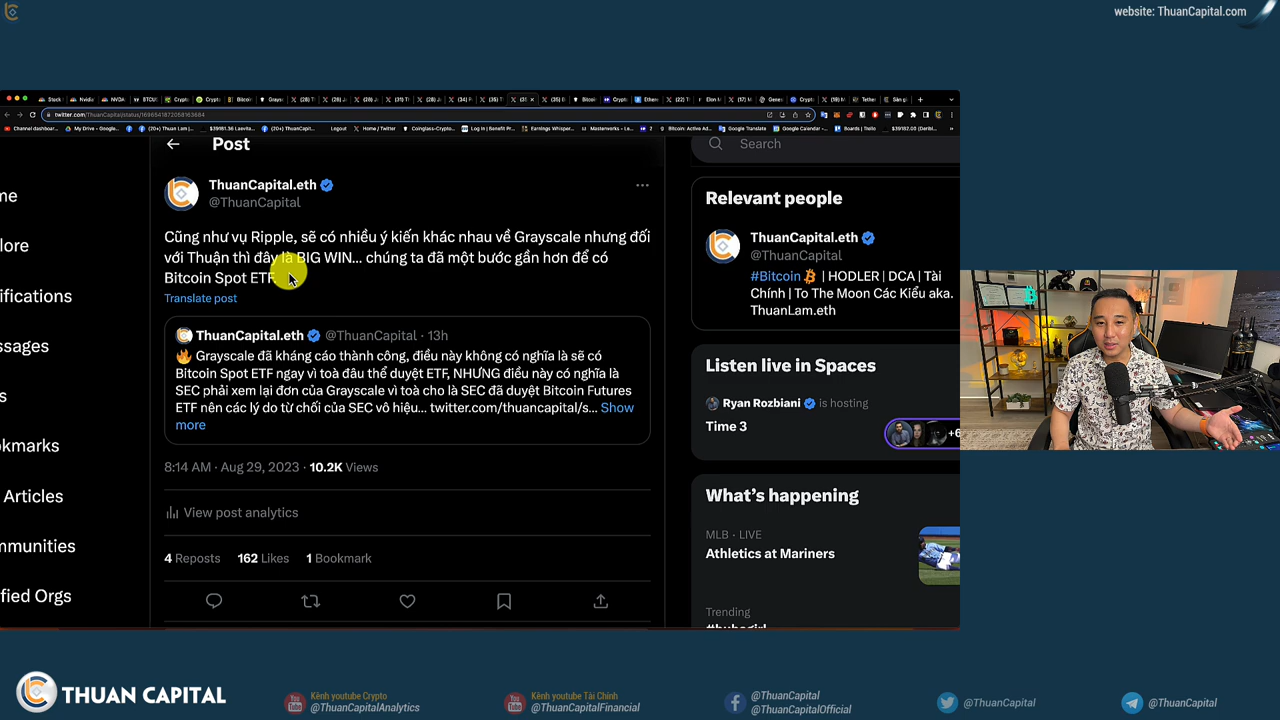 website: ThuanCapital.com
twitter.com/ThuanCapital/status/1696541872058163684
Post
Search
ThuanCapital.eth
@ThuanCapital
Cũng như vụ Ripple, sẽ có nhiều ý kiến khác nhau về Grayscale nhưng đối
với Thuận thì đây là BIG WIN... chúng ta đã một bước gần hơn để có
Bitcoin Spot ETF.
Translate post
ThuanCapital.eth @ThuanCapital · 13h
🔥 Grayscale đã kháng cáo thành công, điều này không có nghĩa là sẽ có
Bitcoin Spot ETF ngay vì toà đâu thể duyệt ETF, NHƯNG điều này có nghĩa là
SEC phải xem lại đơn của Grayscale vì toà cho là SEC đã duyệt Bitcoin Futures
ETF nên các lý do từ chối của SEC vô hiệu... twitter.com/thuancapital/s... Show
more
8:14 AM · Aug 29, 2023 · 10.2K Views
View post analytics
4 Reposts 162 Likes 1 Bookmark
me
lore
ifications
ssages
s
okmarks
Articles
mmunities
fied Orgs
Relevant people
ThuanCapital.eth
@ThuanCapital
#Bitcoin | HODLER | DCA | Tài
Chính | To The Moon Các Kiểu aka.
ThuanLam.eth
Listen live in Spaces
Ryan Rozbiani is hosting
Time 3
+6
What's happening
MLB · LIVE
Athletics at Mariners
Trending
THUAN CAPITAL
Kênh youtube Crypto
@ThuanCapitalAnalytics
Kênh youtube Tài Chính
@ThuanCapitalFinancial
@ThuanCapital
@ThuanCapitalOfficial
@ThuanCapital
@ThuanCapital